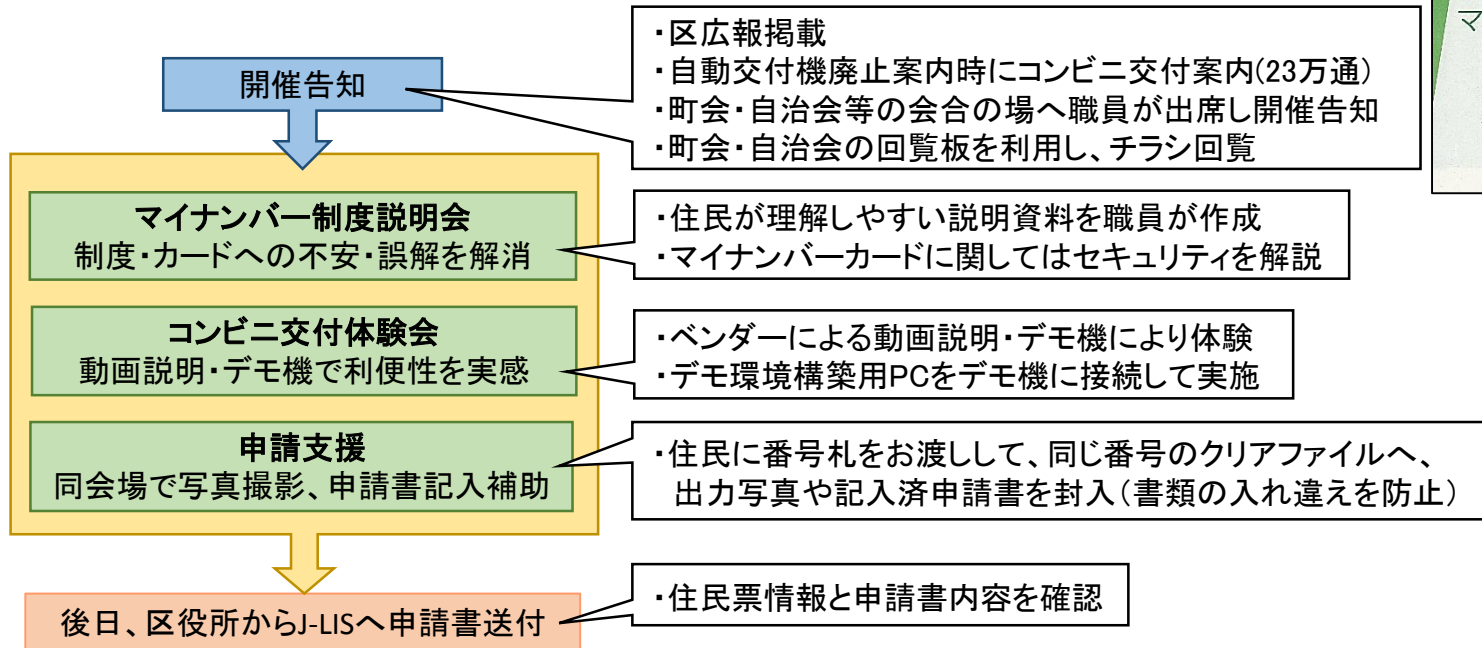 開催告知
・区広報掲載
・自動交付機廃止案内時にコンビニ交付案内(23万通)
・町会・自治会等の会合の場へ職員が出席し開催告知
・町会・自治会の回覧板を利用し、チラシ回覧
マ
マイナンバー制度説明会
制度・カードへの不安・誤解を解消
・住民が理解しやすい説明資料を職員が作成
・マイナンバーカードに関してはセキュリティを解説
コンビニ交付体験会
動画説明・デモ機で利便性を実感
・ベンダーによる動画説明・デモ機により体験
・デモ環境構築用PCをデモ機に接続して実施
申請支援
同会場で写真撮影、申請書記入補助
・住民に番号札をお渡しして、同じ番号のクリアファイルへ、
出力写真や記入済申請書を封入(書類の入れ違えを防止)
後日、区役所からJ-LISへ申請書送付
・住民票情報と申請書内容を確認